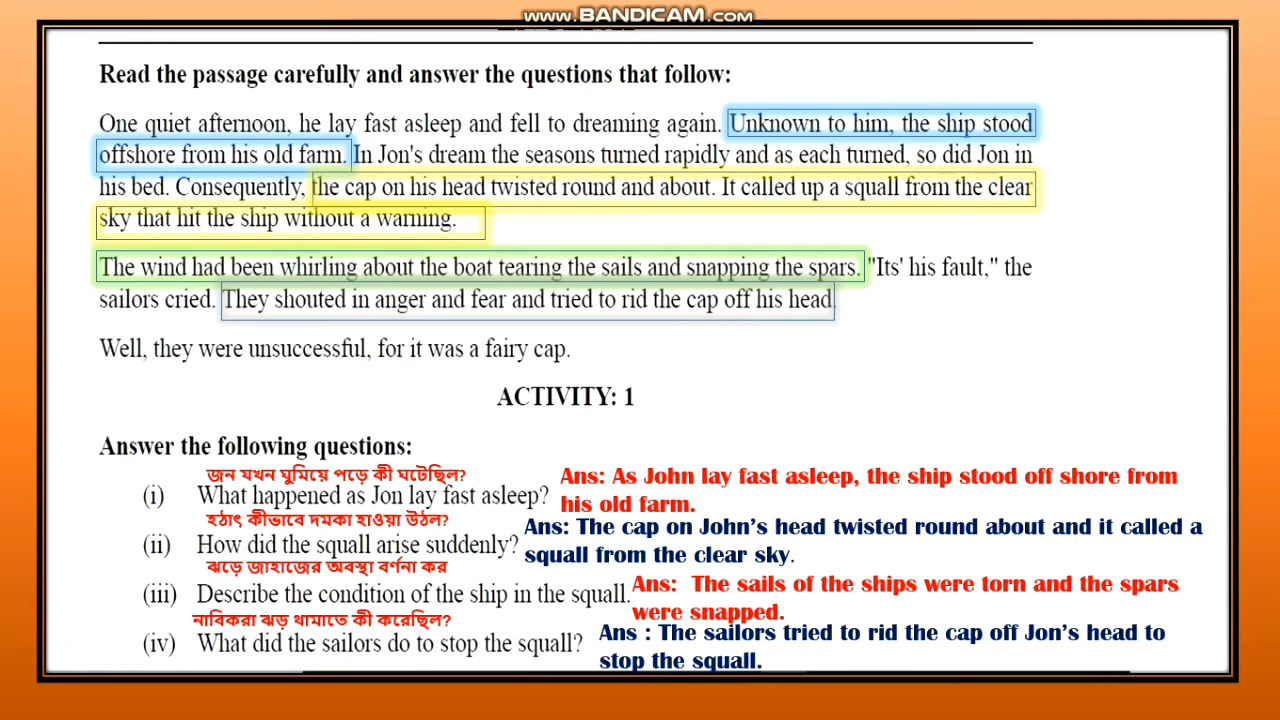 www.BANDICAM.com
Read the passage carefully and answer the questions that follow:
One quiet afternoon, he lay fast asleep and fell to dreaming again. Unknown to him, the ship stood
offshore from his old farm. In Jon's dream the seasons turned rapidly and as each turned, so did Jon in
his bed. Consequently, the cap on his head twisted round and about. It called up a squall from the clear
sky that hit the ship without a warning.
The wind had been whirling about the boat tearing the sails and snapping the spars. "Its' his fault," the
sailors cried. They shouted in anger and fear and tried to rid the cap off his head.
Well, they were unsuccessful, for it was a fairy cap.
ACTIVITY: 1
Answer the following questions:
জন যখন ঘুমিয়ে পড়ে কী ঘটেছিল?
(i) What happened as Jon lay fast asleep?
Ans: As John lay fast asleep, the ship stood off shore from
his old farm.
হঠাৎ কীভাবে দমকা হাওয়া উঠল?
(ii) How did the squall arise suddenly?
Ans: The cap on John's head twisted round about and it called a
squall from the clear sky.
ঝড়ে জাহাজের অবস্থা বর্ণনা কর
(iii) Describe the condition of the ship in the squall.
Ans: The sails of the ships were torn and the spars
were snapped.
নাবিকরা ঝড় থামাতে কী করেছিল?
(iv) What did the sailors do to stop the squall?
Ans : The sailors tried to rid the cap off Jon's head to
stop the squall.